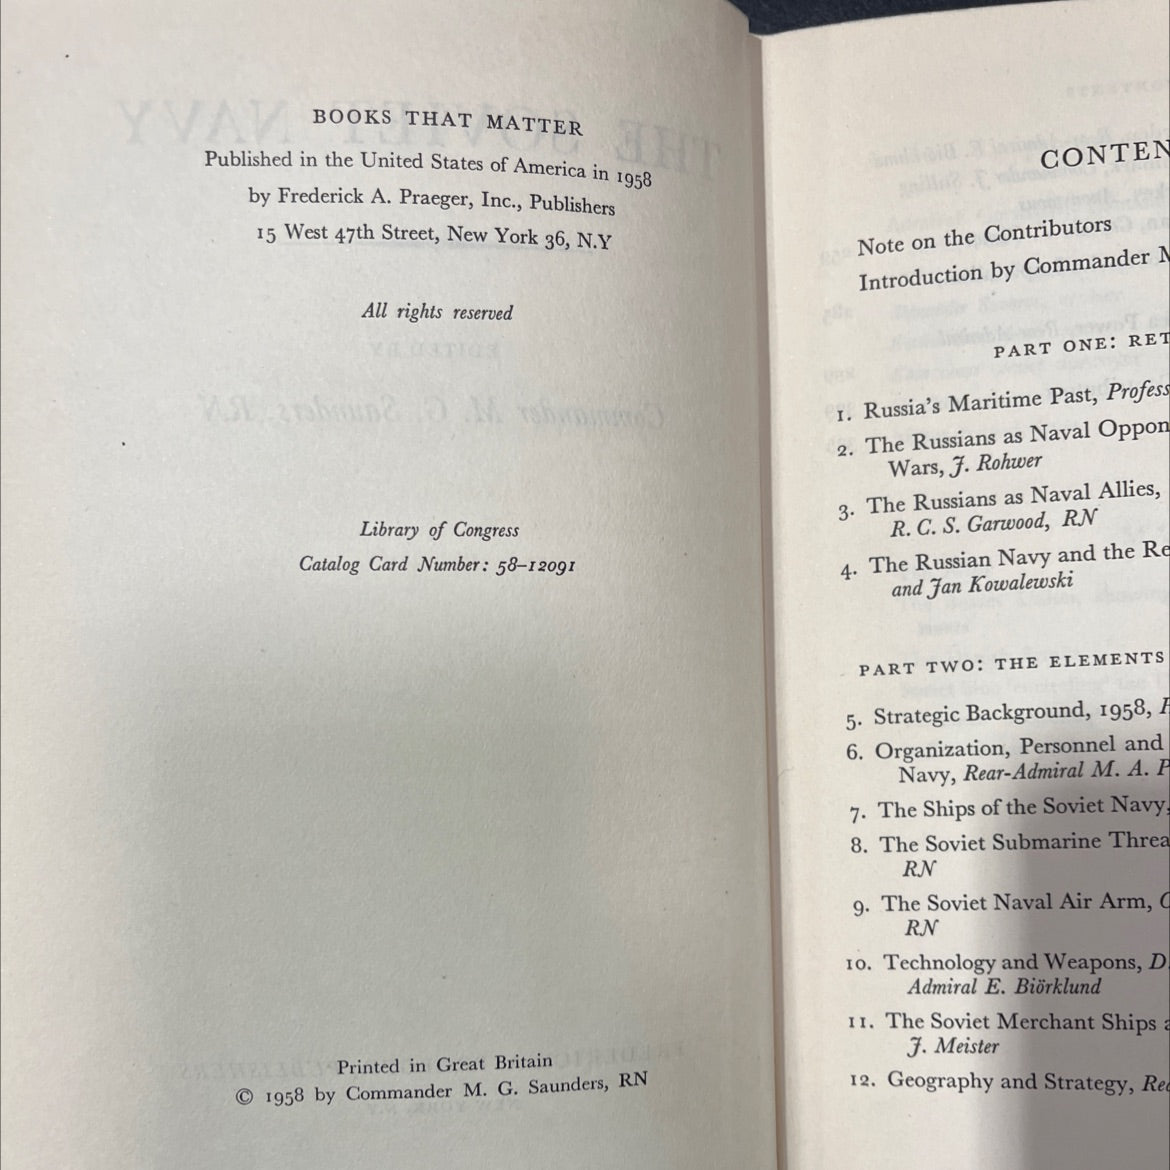 BOOKS THAT MATTER
Published in the United States of America in 1958
by Frederick A. Praeger, Inc., Publishers
15 West 47th Street, New York 36, N.Y
All rights reserved
Library of Congress
Catalog Card Number: 58-12091
Printed in Great Britain
© 1958 by Commander M. G. Saunders, RN
CONTEN
Note on the Contributors
Introduction by Commander M
PART ONE: RET
1. Russia's Maritime Past, Profess
2. The Russians as Naval Oppon
Wars, J. Rohwer
3. The Russians as Naval Allies,
R. C. S. Garwood, RN
4. The Russian Navy and the Re
and Jan Kowalewski
PART TWO: THE ELEMENTS
5. Strategic Background, 1958,
6. Organization, Personnel and
Navy, Rear-Admiral M. A. P
7. The Ships of the Soviet Navy,
8. The Soviet Submarine Threa
RN
9. The Soviet Naval Air Arm, C
RN
10. Technology and Weapons, D
Admiral E. Biörklund
11. The Soviet Merchant Ships a
J. Meister
12. Geography and Strategy, Rea